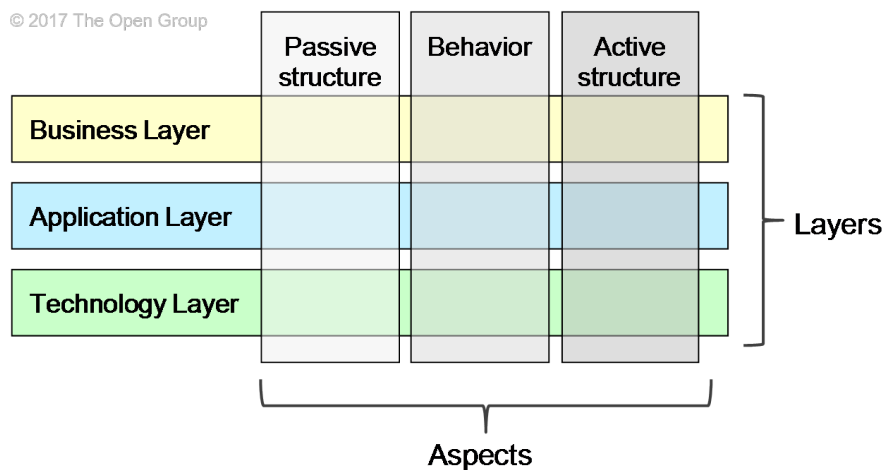 © 2017 The Open Group
Passive
structure
Behavior
Active
structure
Business Layer
Application Layer
Layers
Technology Layer
Aspects